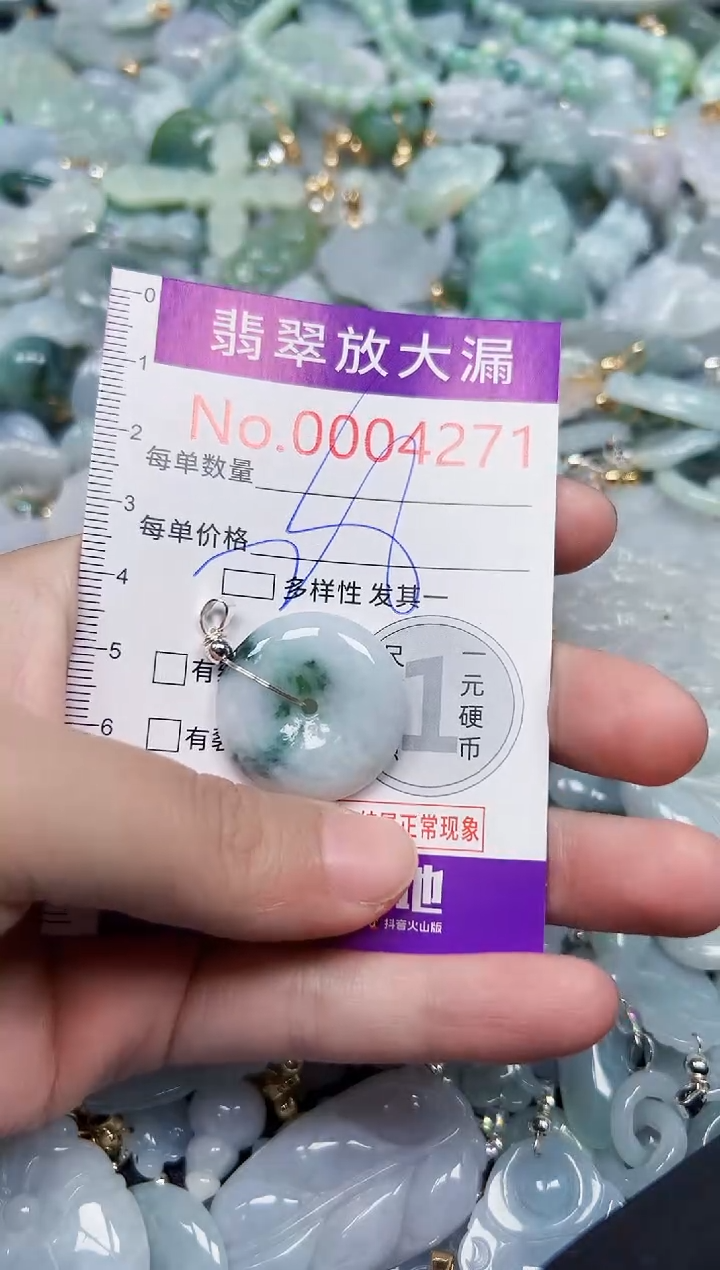 翡翠放大漏
No.0004271
每单数量
每单价格
多样性 发其一
有
一元硬币
1
有
正常现象
地
抖音火山版
0
1
2
3
4
5
6